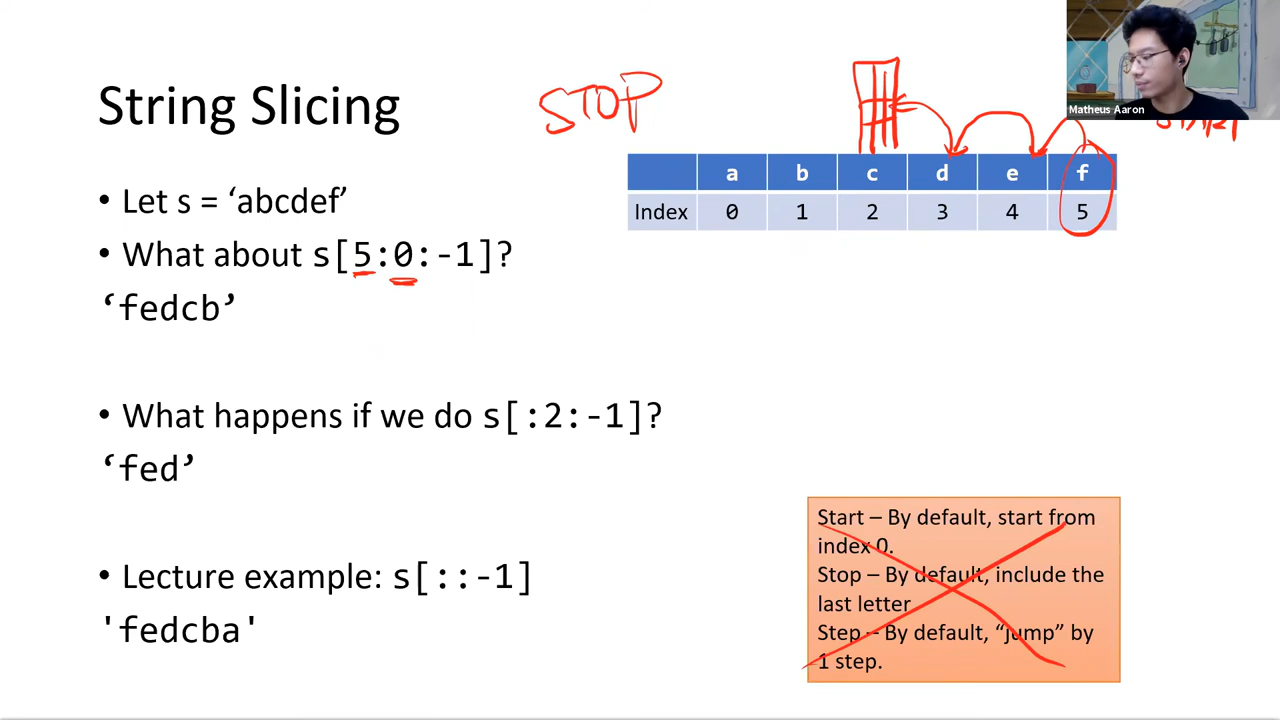 String Slicing
STOP
Matheus Aaron
START
a b c d e f
Index 0 1 2 3 4 5
• Let s = ‘abcdef’
• What about s[5:0:-1]?
‘fedcb’
• What happens if we do s[:2:-1]?
‘fed’
• Lecture example: s[::-1]
'fedcba'
Start – By default, start from
index 0.
Stop – By default, include the
last letter
Step – By default, “jump” by
1 step.